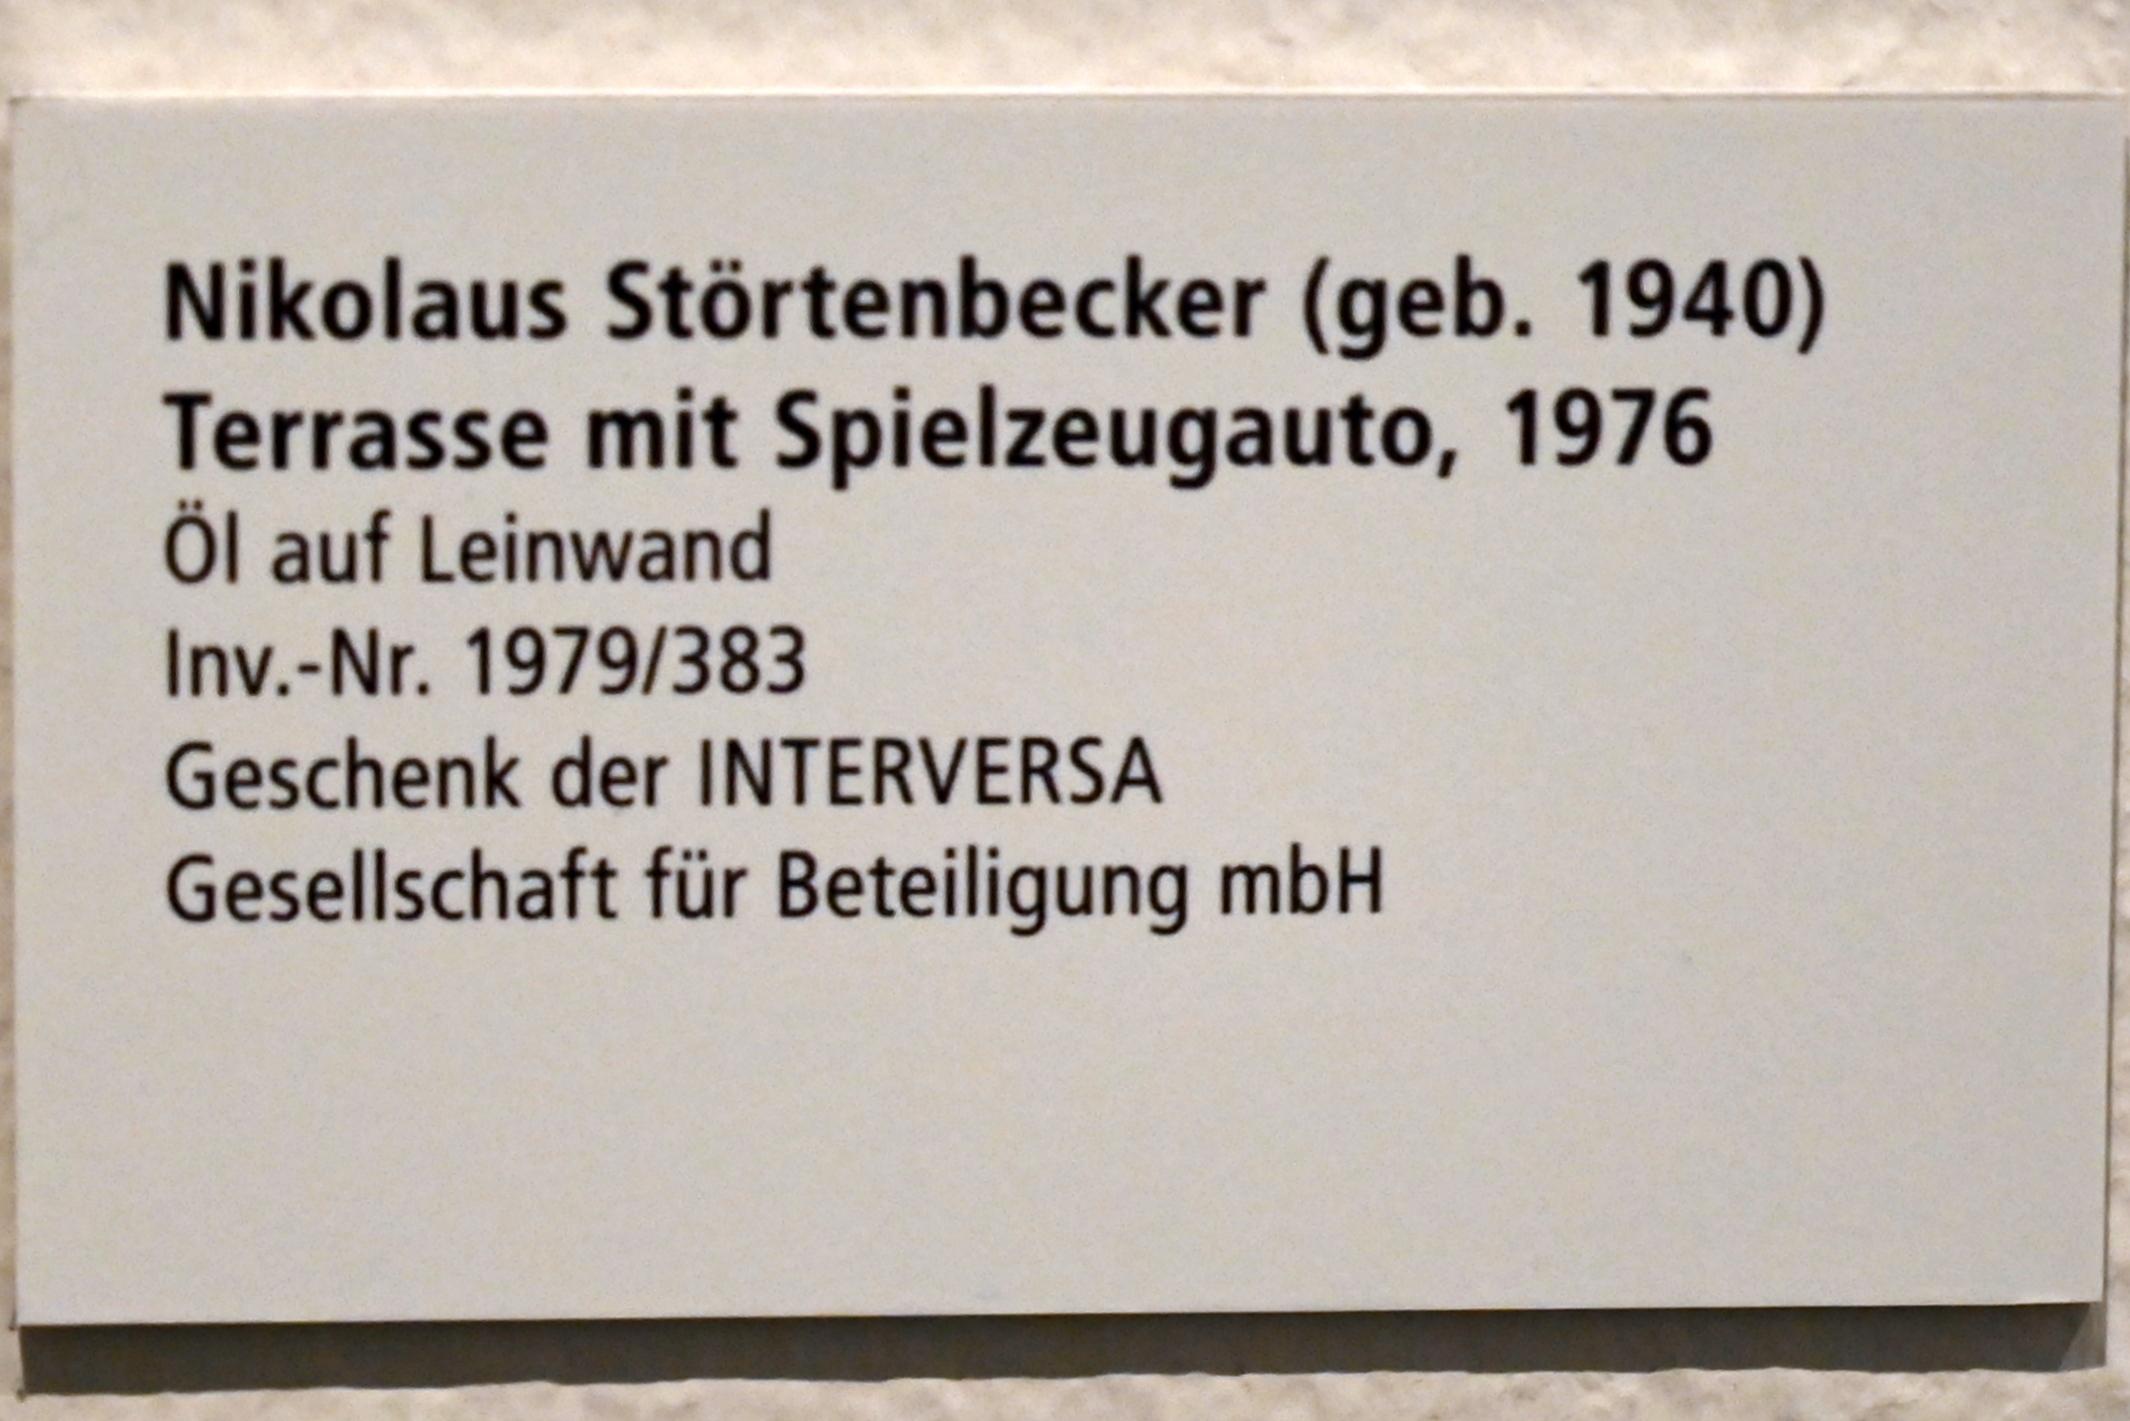 Nikolaus Störtenbecker (geb. 1940)
Terrasse mit Spielzeugauto, 1976
Öl auf Leinwand
Inv.-Nr. 1979/383
Geschenk der INTERVERSA
Gesellschaft für Beteiligung mbH